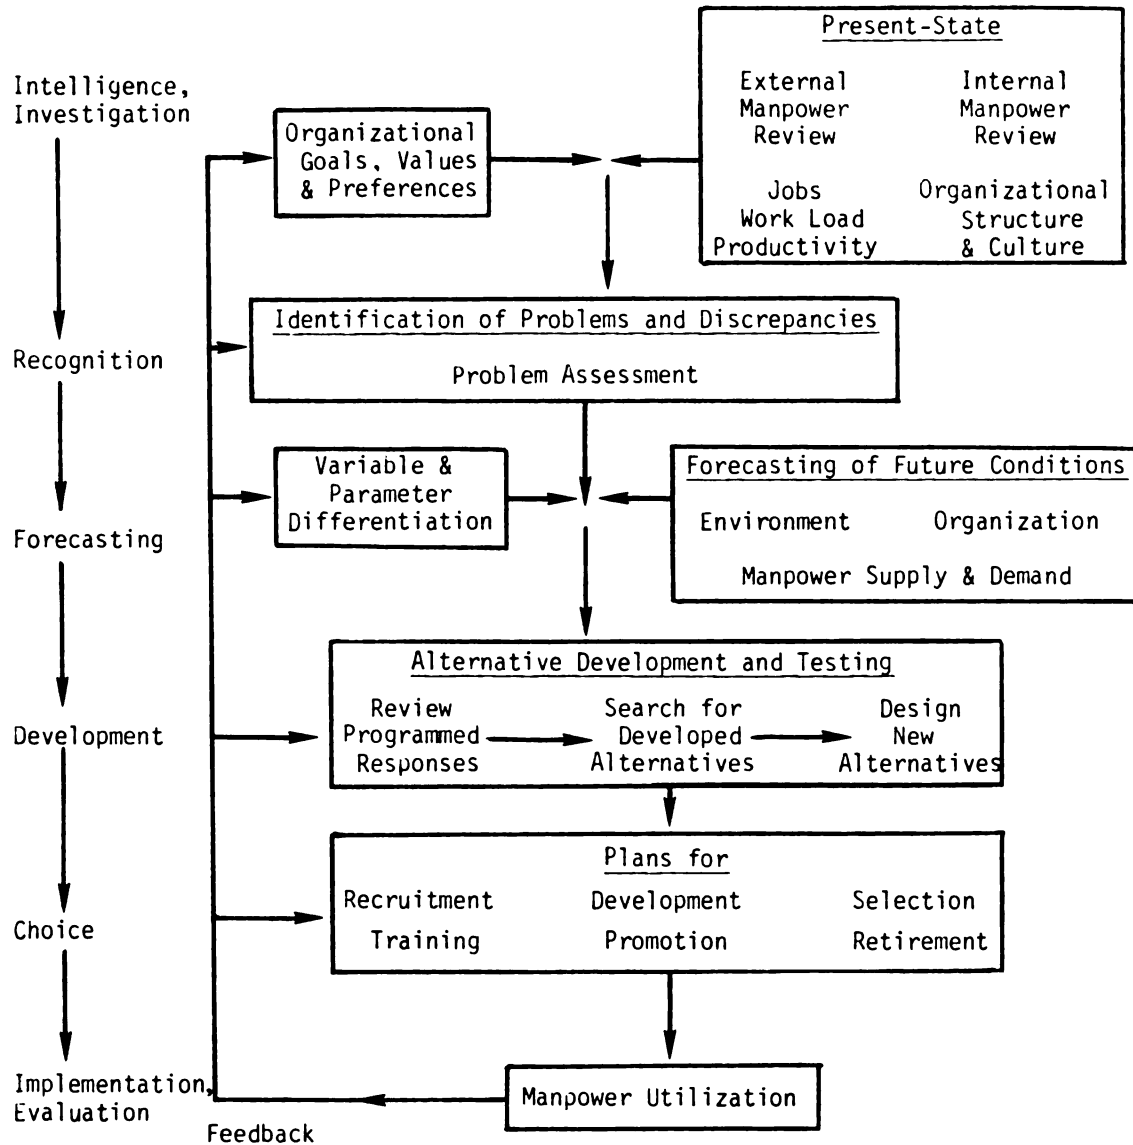 Present-State
Intelligence,
Investigation
External
Manpower
Review
Internal
Manpower
Review
Organizational
Goals, Values
& Preferences
Jobs
Work Load
Productivity
Organizational
Structure
& Culture
Recognition
Identification of Problems and Discrepancies
Problem Assessment
Forecasting
Variable &
Parameter
Differentiation
Forecasting of Future Conditions
Environment
Organization
Manpower Supply & Demand
Development
Alternative Development and Testing
Review
Programmed
Responses
Search for
Developed
Alternatives
Design
New
Alternatives
Choice
Plans for
Recruitment
Development
Selection
Training
Promotion
Retirement
Implementation,
Evaluation
Manpower Utilization
Feedback